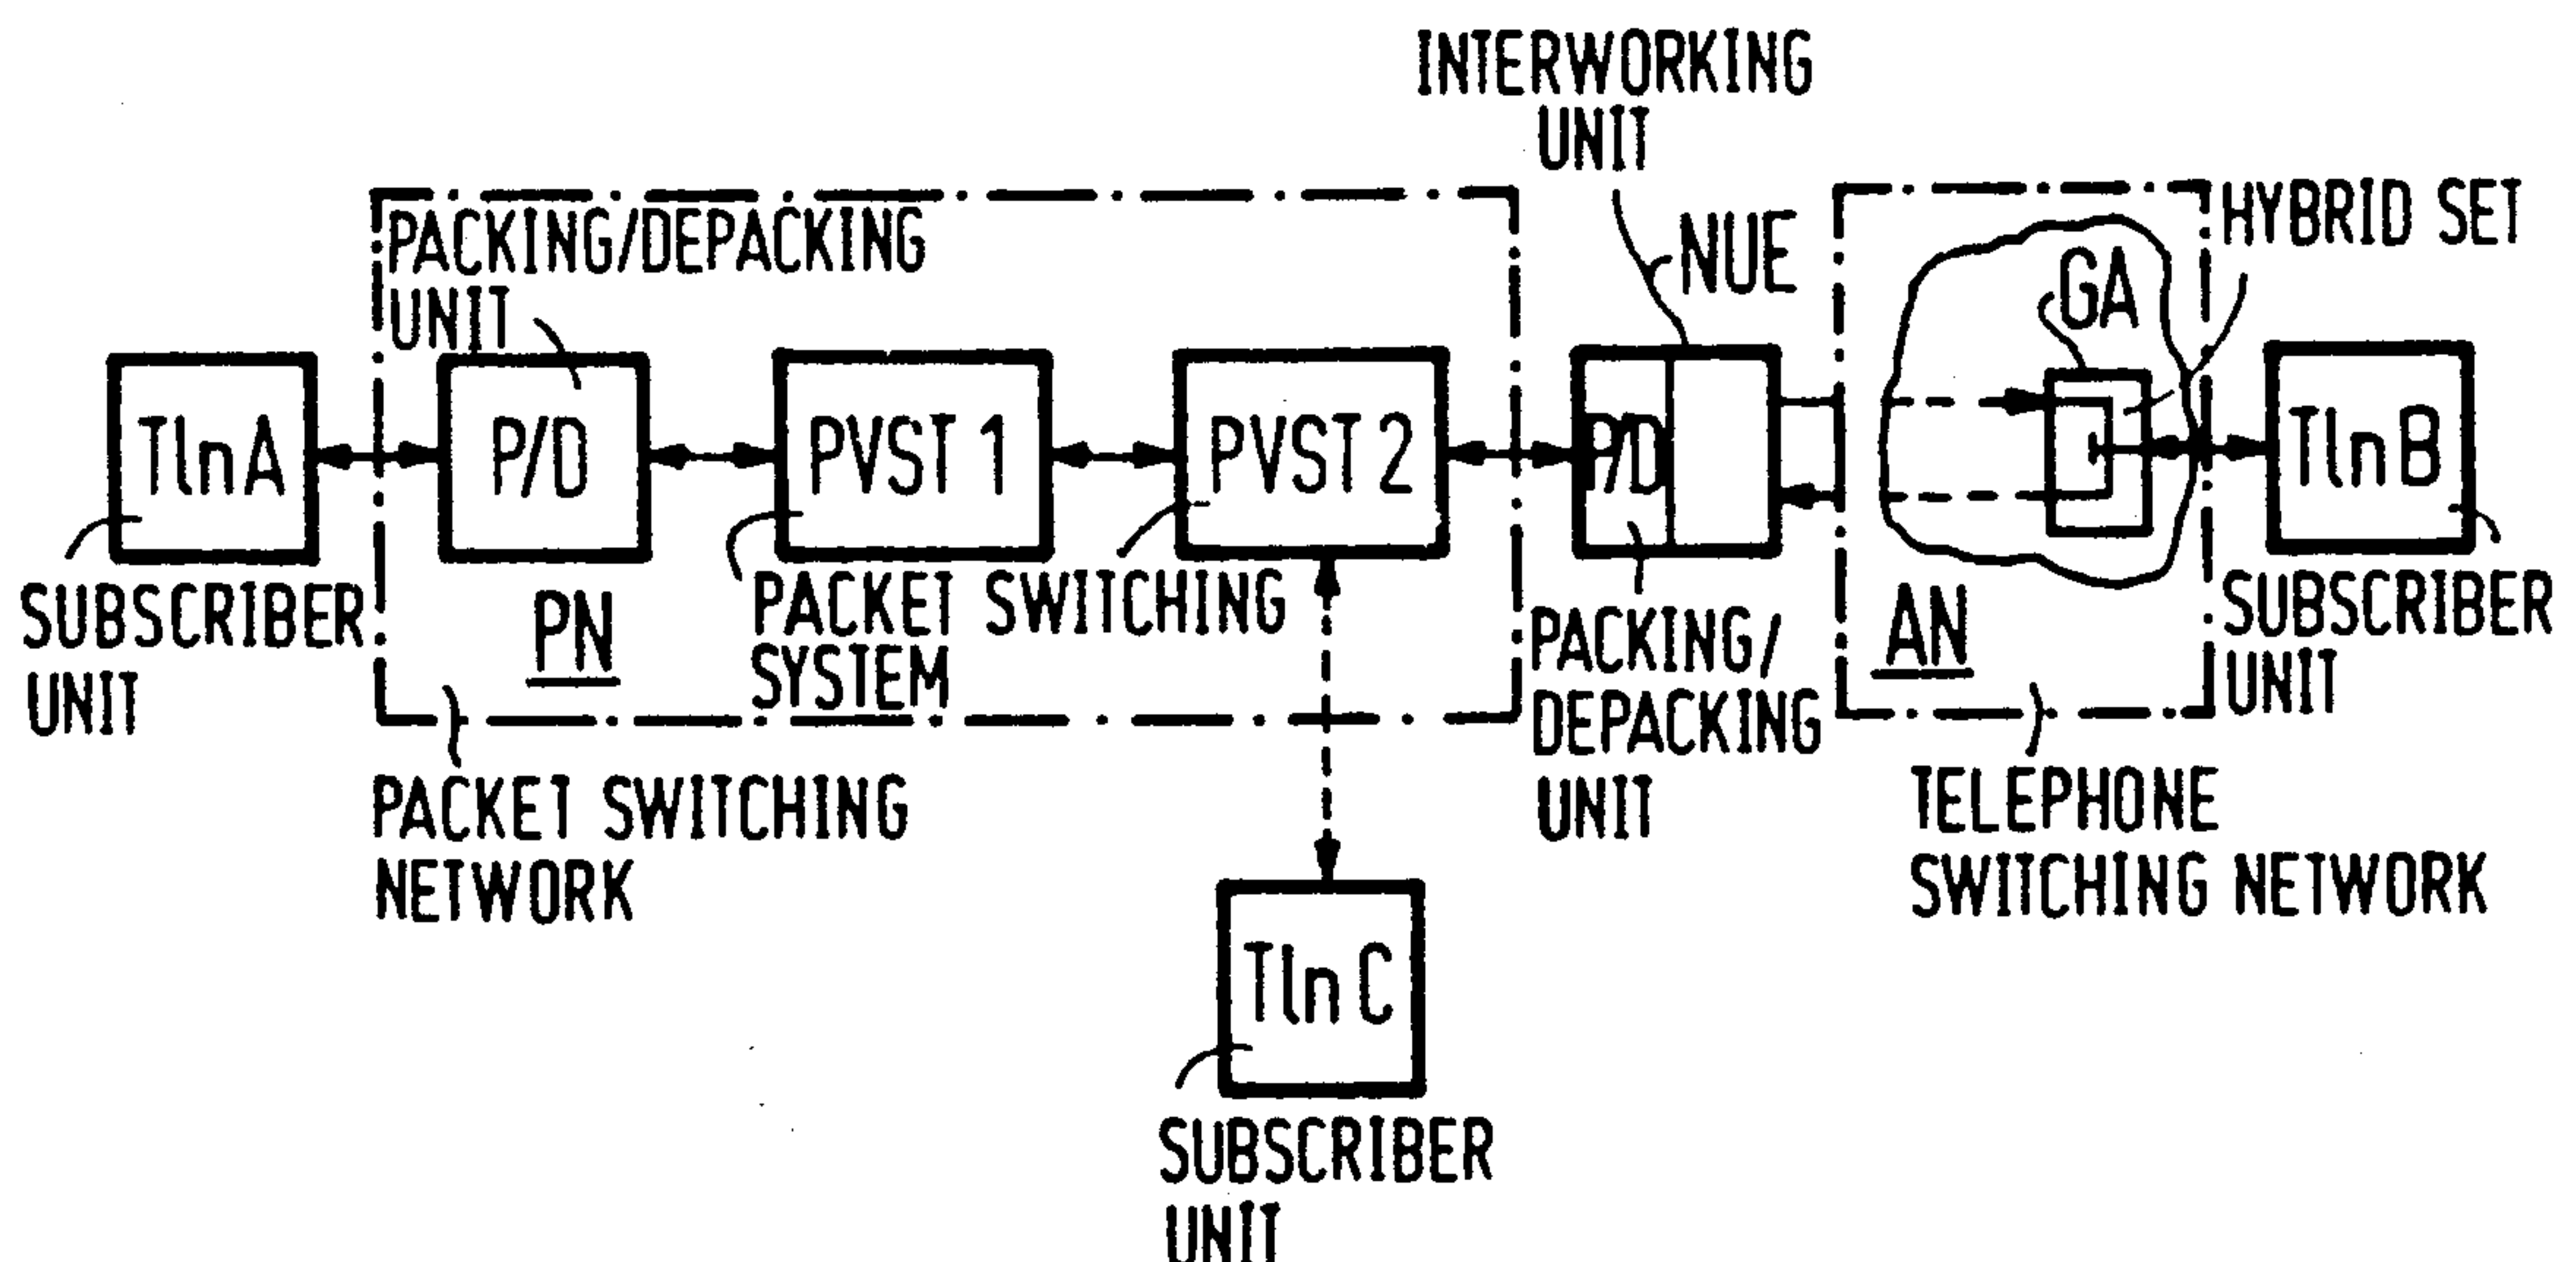 INTERWORKING
UNIT
PACKING/DEPACKING
UNIT
NUE
HYBRID SET
GA
TlnA
P/D
PVST 1
PVST 2
P/D
TlnB
SUBSCRIBER
UNIT
PN
PACKET SWITCHING
SYSTEM
PACKING/
DEPACKING
UNIT
AN
SUBSCRIBER
UNIT
PACKET SWITCHING
NETWORK
TELEPHONE
SWITCHING NETWORK
TlnC
SUBSCRIBER
UNIT